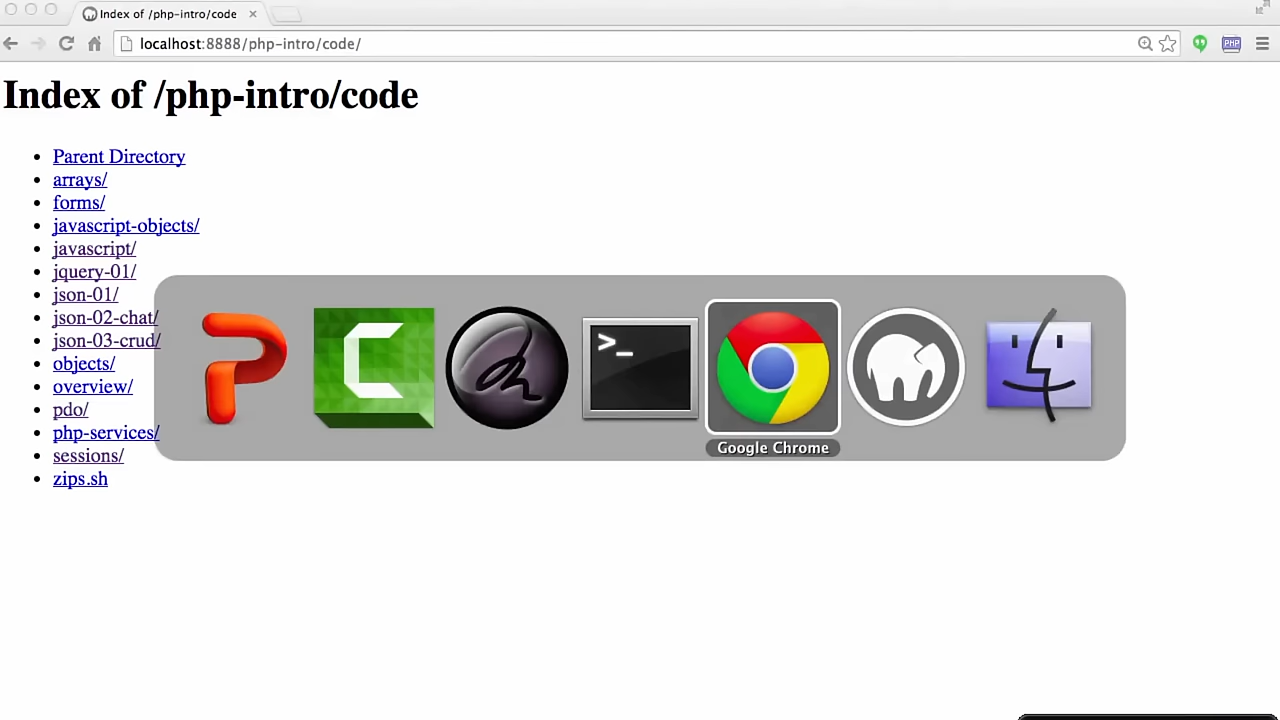 Index of /php-intro/code
localhost:8888/php-intro/code/
PHP
Index of /php-intro/code
Parent Directory
arrays/
forms/
javascript-objects/
javascript/
jquery-01/
json-01/
json-02-chat/
json-03-crud/
objects/
overview/
pdo/
php-services/
sessions/
zips.sh
>_
Google Chrome